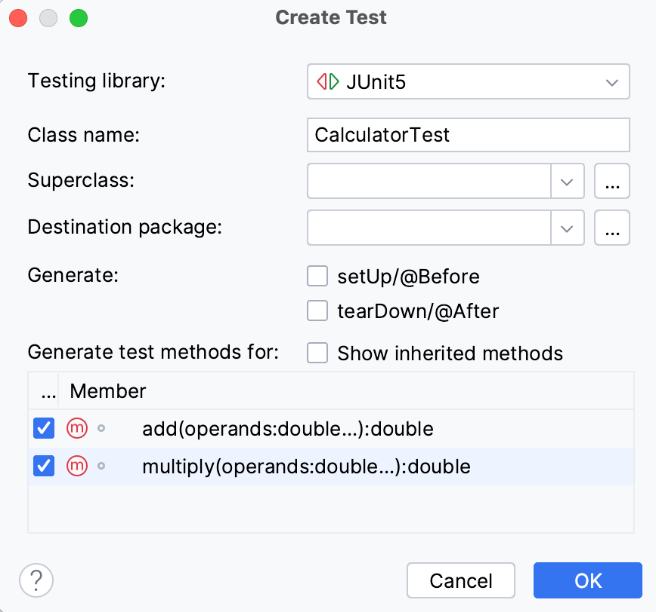 Create Test
Testing library: JUnit5
Class name: CalculatorTest
Superclass: ...
Destination package: ...
Generate: setUp/@Before
tearDown/@After
Generate test methods for: Show inherited methods
... Member
m add(operands:double...):double
m multiply(operands:double...):double
? Cancel OK